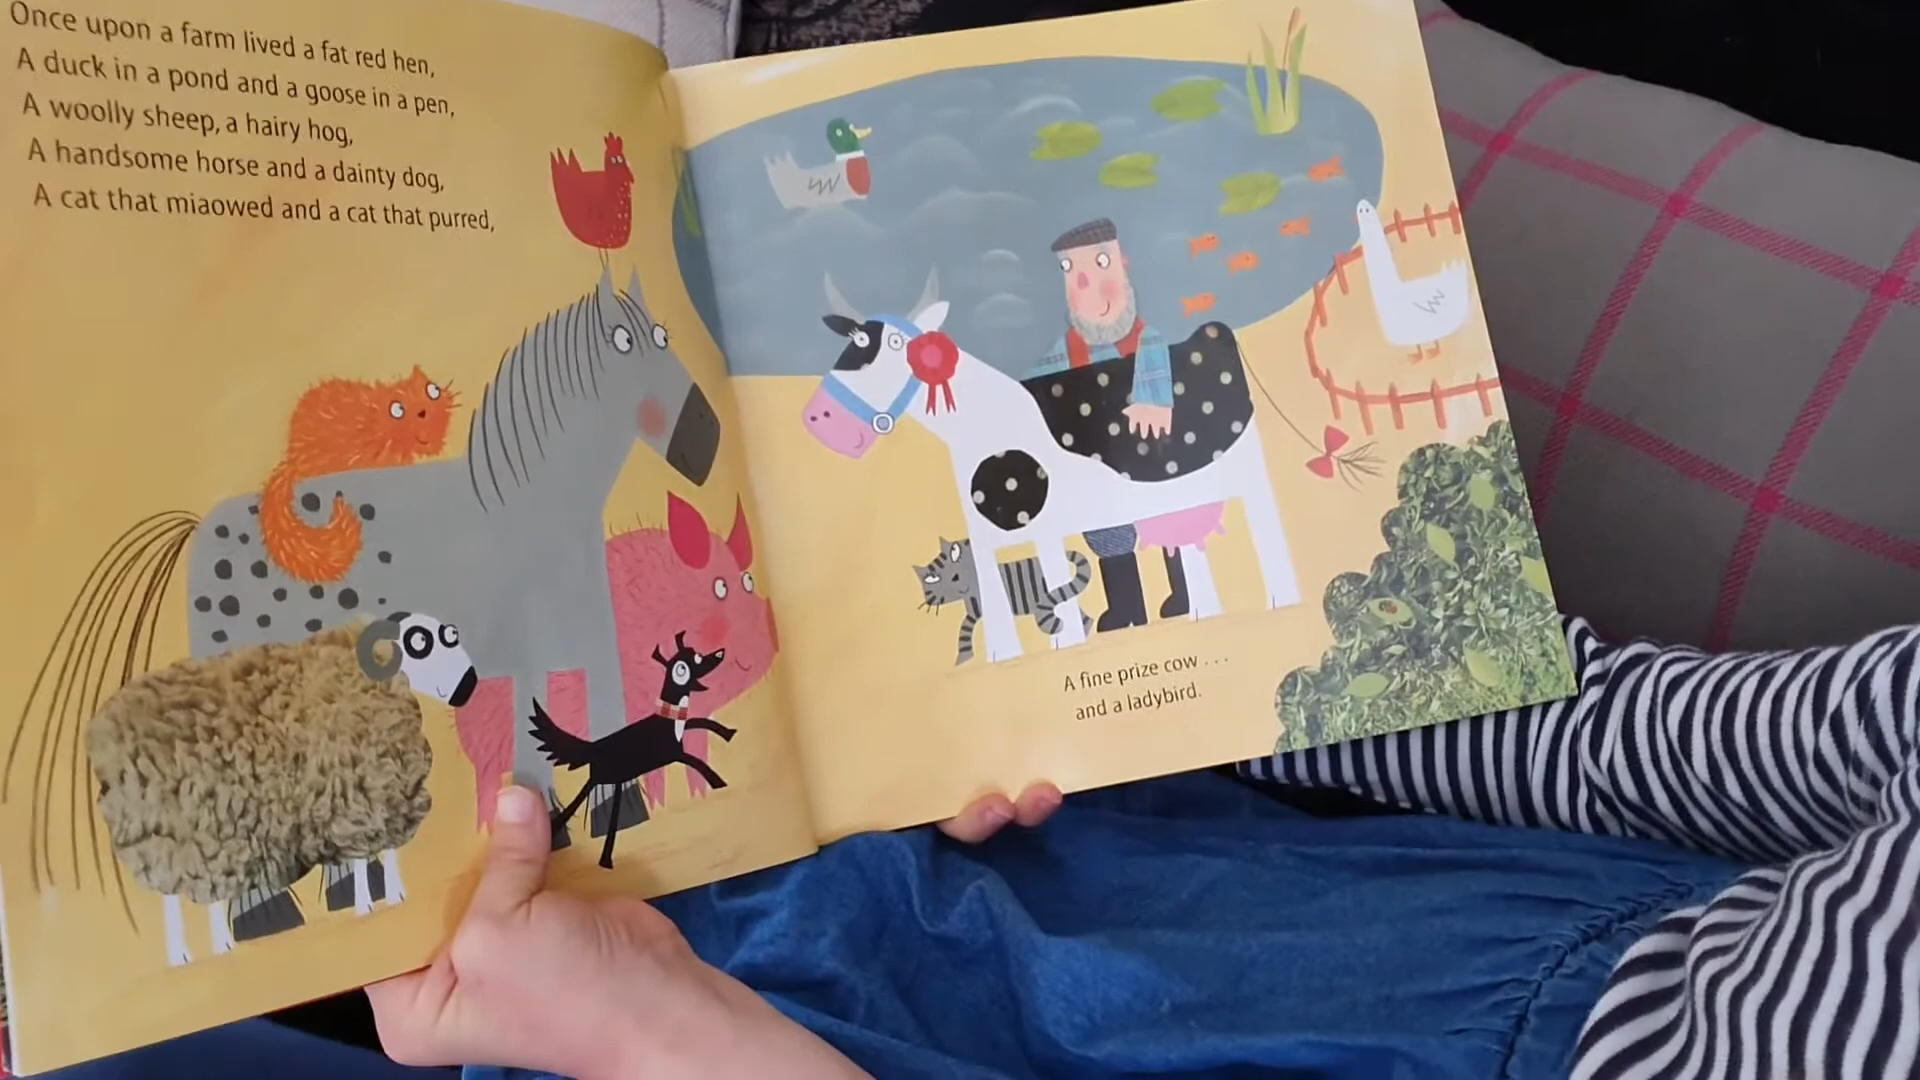 Once upon a farm lived a fat red hen,
A duck in a pond and a goose in a pen,
A woolly sheep, a hairy hog,
A handsome horse and a dainty dog,
A cat that miaowed and a cat that purred,
A fine prize cow . . .
and a ladybird.